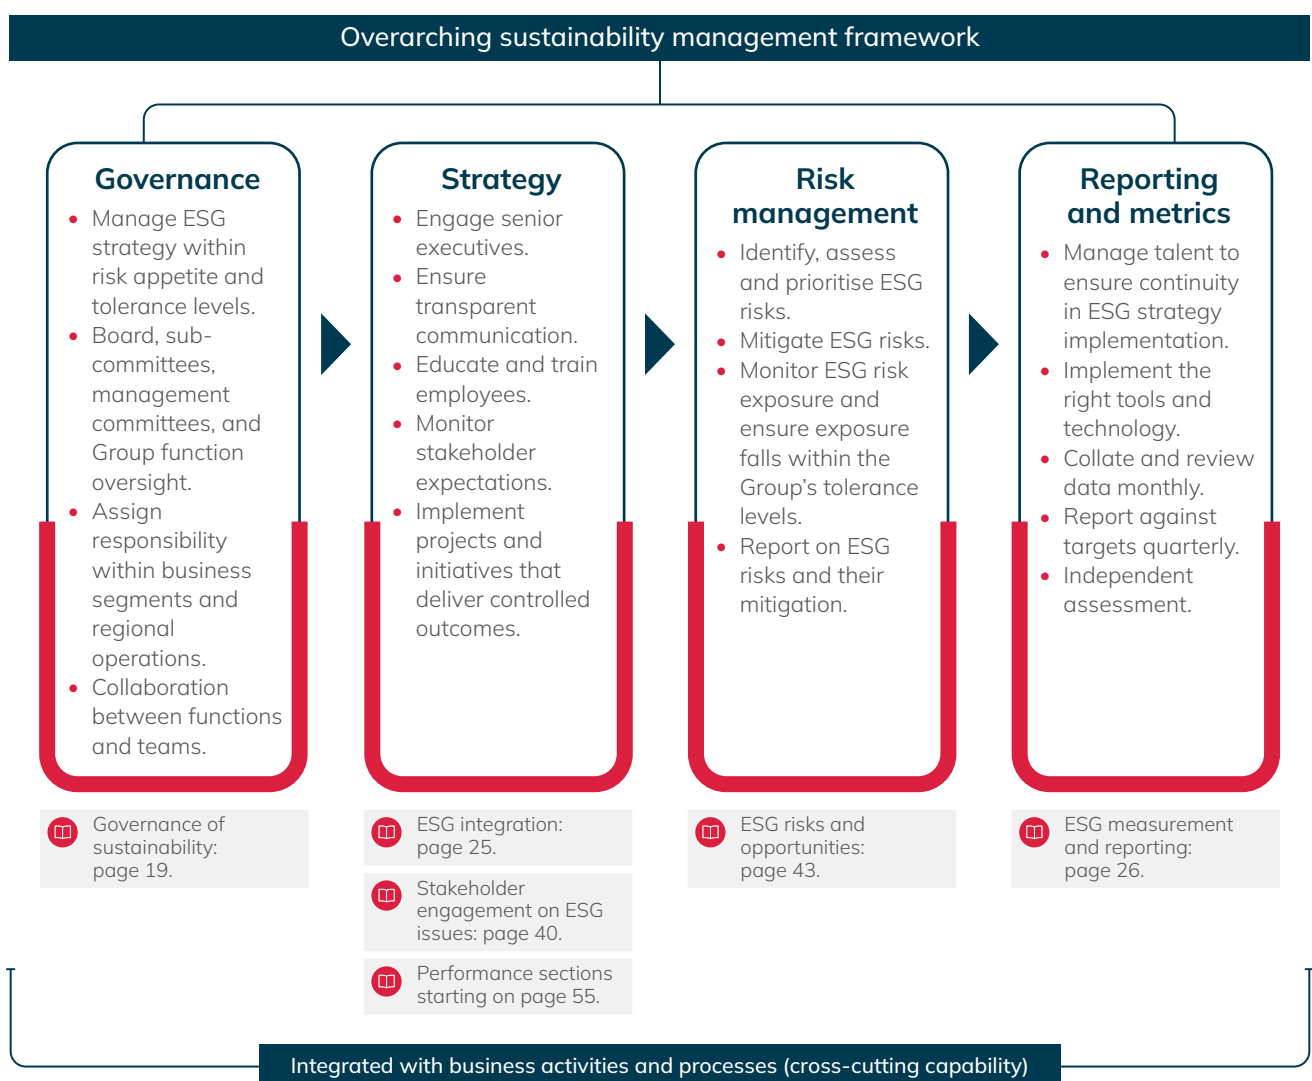 Overarching sustainability management framework
Governance
• Manage ESG
strategy within
risk appetite and
tolerance levels.
• Board, sub-
committees,
management
committees, and
Group function
oversight.
• Assign
responsibility
within business
segments and
regional
operations.
• Collaboration
between functions
and teams.
Governance of
sustainability:
page 19.
Strategy
• Engage senior
executives.
• Ensure
transparent
communication.
• Educate and train
employees.
• Monitor
stakeholder
expectations.
• Implement
projects and
initiatives that
deliver controlled
outcomes.
ESG integration:
page 25.
Stakeholder
engagement on ESG
issues: page 40.
Performance sections
starting on page 55.
Risk
management
• Identify, assess
and prioritise ESG
risks.
• Mitigate ESG risks.
• Monitor ESG risk
exposure and
ensure exposure
falls within the
Group’s tolerance
levels.
• Report on ESG
risks and their
mitigation.
ESG risks and
opportunities:
page 43.
Reporting
and metrics
• Manage talent to
ensure continuity
in ESG strategy
implementation.
• Implement the
right tools and
technology.
• Collate and review
data monthly.
• Report against
targets quarterly.
• Independent
assessment.
ESG measurement
and reporting:
page 26.
Integrated with business activities and processes (cross-cutting capability)